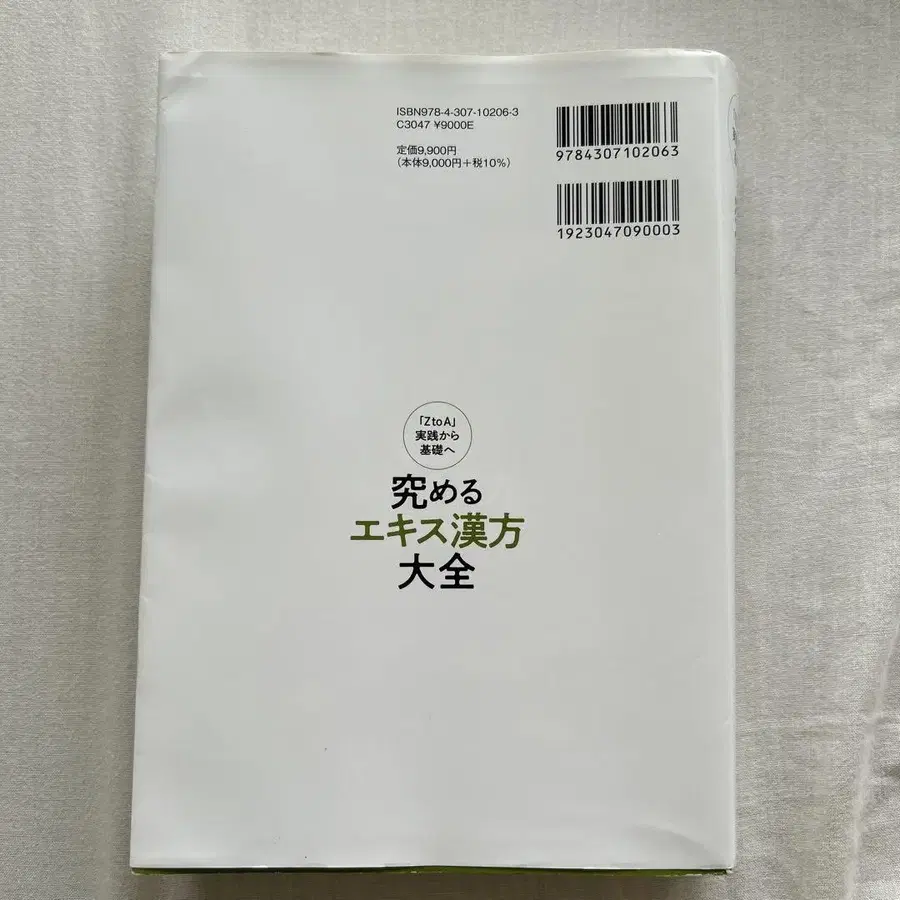 ISBN978-4-307-10206-3
C3047 ¥9000E
定価9,900円
（本体9,000円＋税10%）
9784307102063
1923047090003
「ZtoA」
実践から
基礎へ
究める
エキス漢方
大全